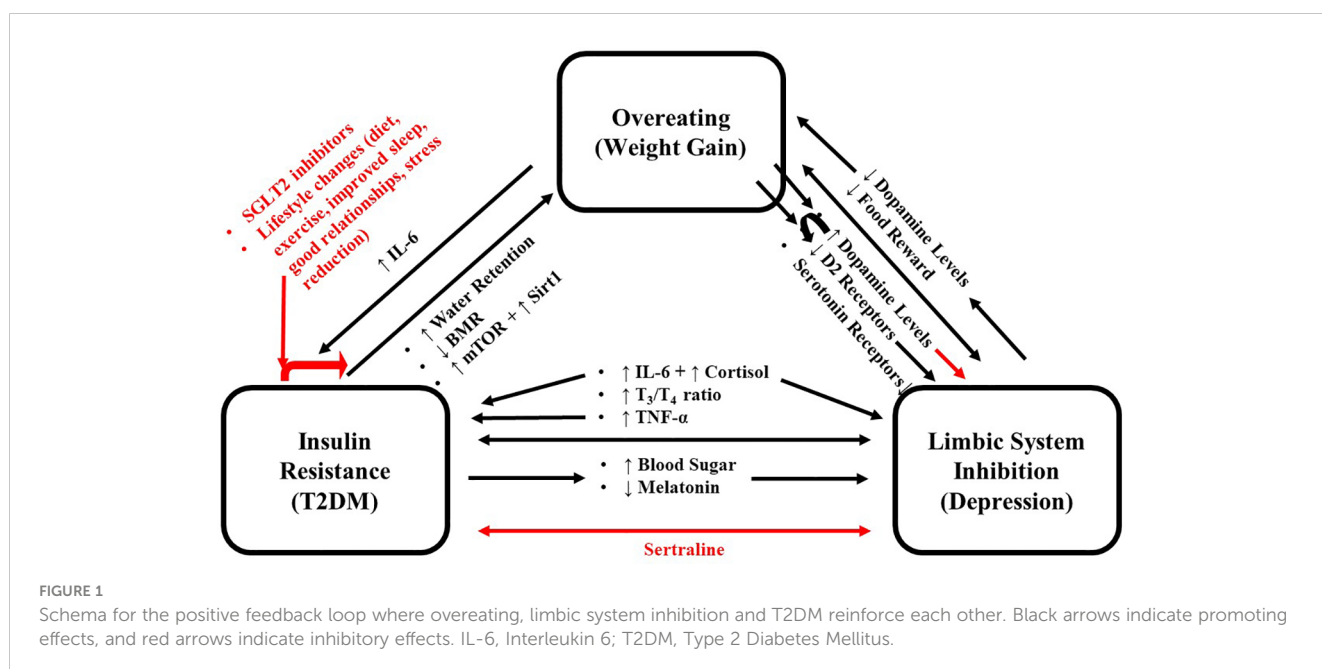 Overeating
(Weight Gain)
• SGLT2 inhibitors
• Lifestyle changes (diet,
exercise, improved sleep,
good relationships, stress
reduction)
↑ IL-6
• ↑ Water Retention
• ↓ BMR
• ↑ mTOR + ↑ Sirt1
↓ Dopamine Levels
↓ Food Reward
• ↑ Dopamine Levels
↓ D2 Receptors
• Serotonin Receptors↓
• ↑ IL-6 + ↑ Cortisol
• ↑ T₃/T₄ ratio
• ↑ TNF-α
Insulin
Resistance
(T2DM)
• ↑ Blood Sugar
• ↓ Melatonin
Limbic System
Inhibition
(Depression)
Sertraline
FIGURE 1
Schema for the positive feedback loop where overeating, limbic system inhibition and T2DM reinforce each other. Black arrows indicate promoting
effects, and red arrows indicate inhibitory effects. IL-6, Interleukin 6; T2DM, Type 2 Diabetes Mellitus.